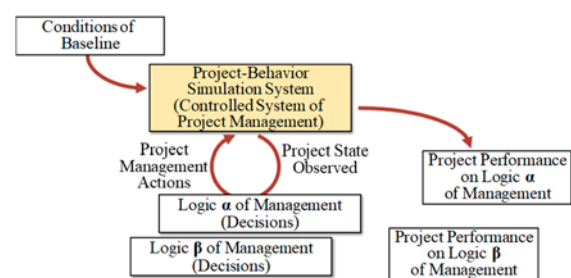 Conditions of
Baseline
Project-Behavior
Simulation System
(Controlled System of
Project Management)
Project
Management
Actions
Project State
Observed
Project Performance
on Logic α
of Management
Logic α of Management
(Decisions)
Logic β of Management
(Decisions)
Project Performance
on Logic β
of Management